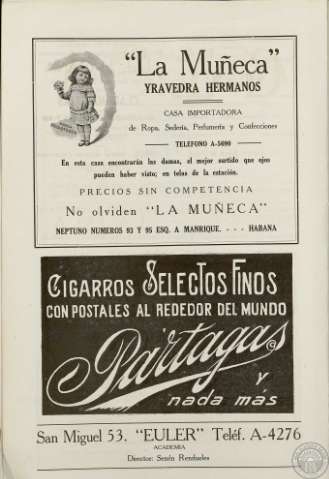 "La Muñeca"
YRAVEDRA HERMANOS
CASA IMPORTADORA
de Ropa, Sedería, Perfumería y Confecciones
TELEFONO A-5690
En esta casa encontrarán las damas, el mejor surtido que ojos
pueden haber visto; en telas de la estación.
PRECIOS SIN COMPETENCIA
No olviden "LA MUÑECA"
NEPTUNO NUMEROS 93 Y 95 ESQ. A MANRIQUE. - - - HABANA
CIGARROS SELECTOS FINOS
CON POSTALES AL REDEDOR DEL MUNDO
Partagas
y
nada más
San Miguel 53. "EULER" Teléf. A-4276
ACADEMIA
Director: Senén Rendueles